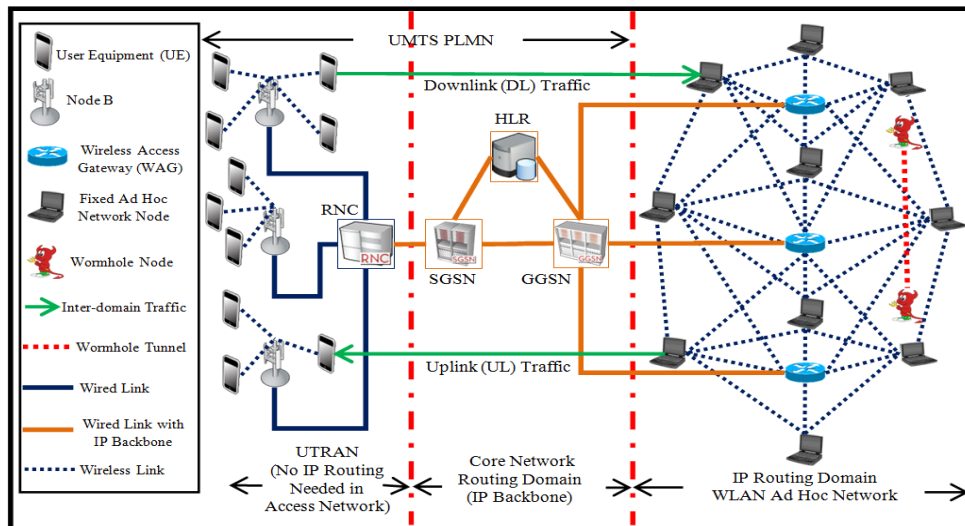 User Equipment (UE)
Node B
Wireless Access
Gateway (WAG)
Fixed Ad Hoc
Network Node
Wormhole Node
Inter-domain Traffic
Wormhole Tunnel
Wired Link
Wired Link with
IP Backbone
Wireless Link
UMTS PLMN
Downlink (DL) Traffic
HLR
RNC
RNC
SGSN
SGSN
GGSN
GGSN
Uplink (UL) Traffic
UTRAN
(No IP Routing
Needed in
Access Network)
Core Network
Routing Domain
(IP Backbone)
IP Routing Domain
WLAN Ad Hoc Network